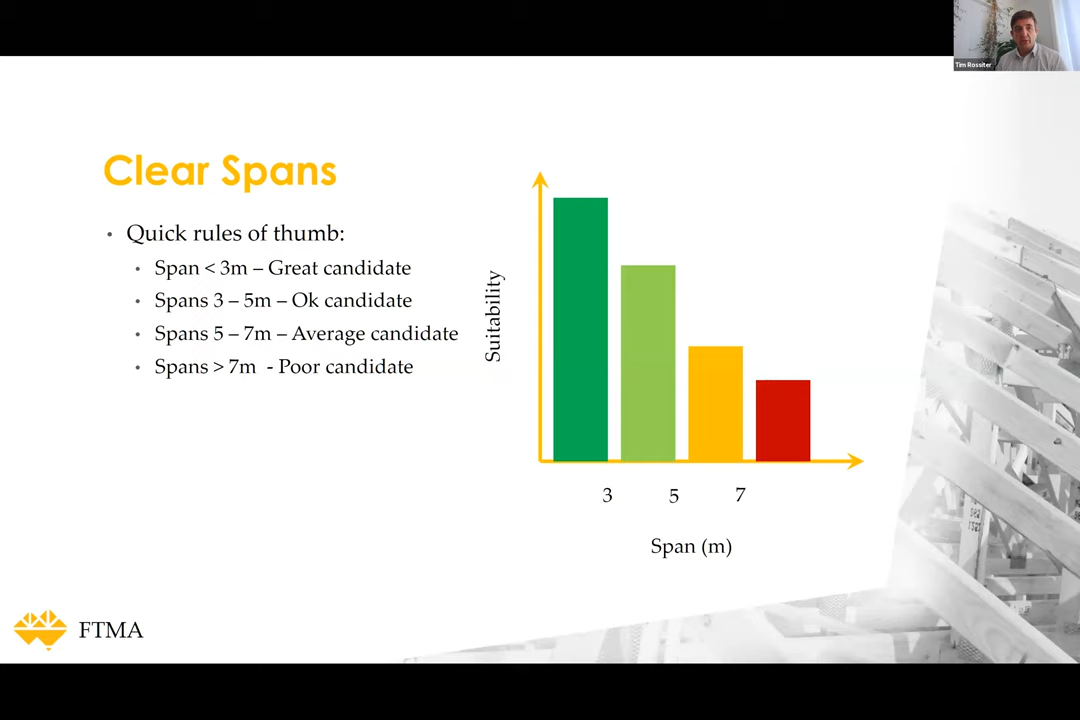 Tim Rossiter
Clear Spans
• Quick rules of thumb:
• Span < 3m – Great candidate
• Spans 3 – 5m – Ok candidate
• Spans 5 – 7m – Average candidate
• Spans > 7m - Poor candidate
Suitability
3 5 7
Span (m)
FTMA